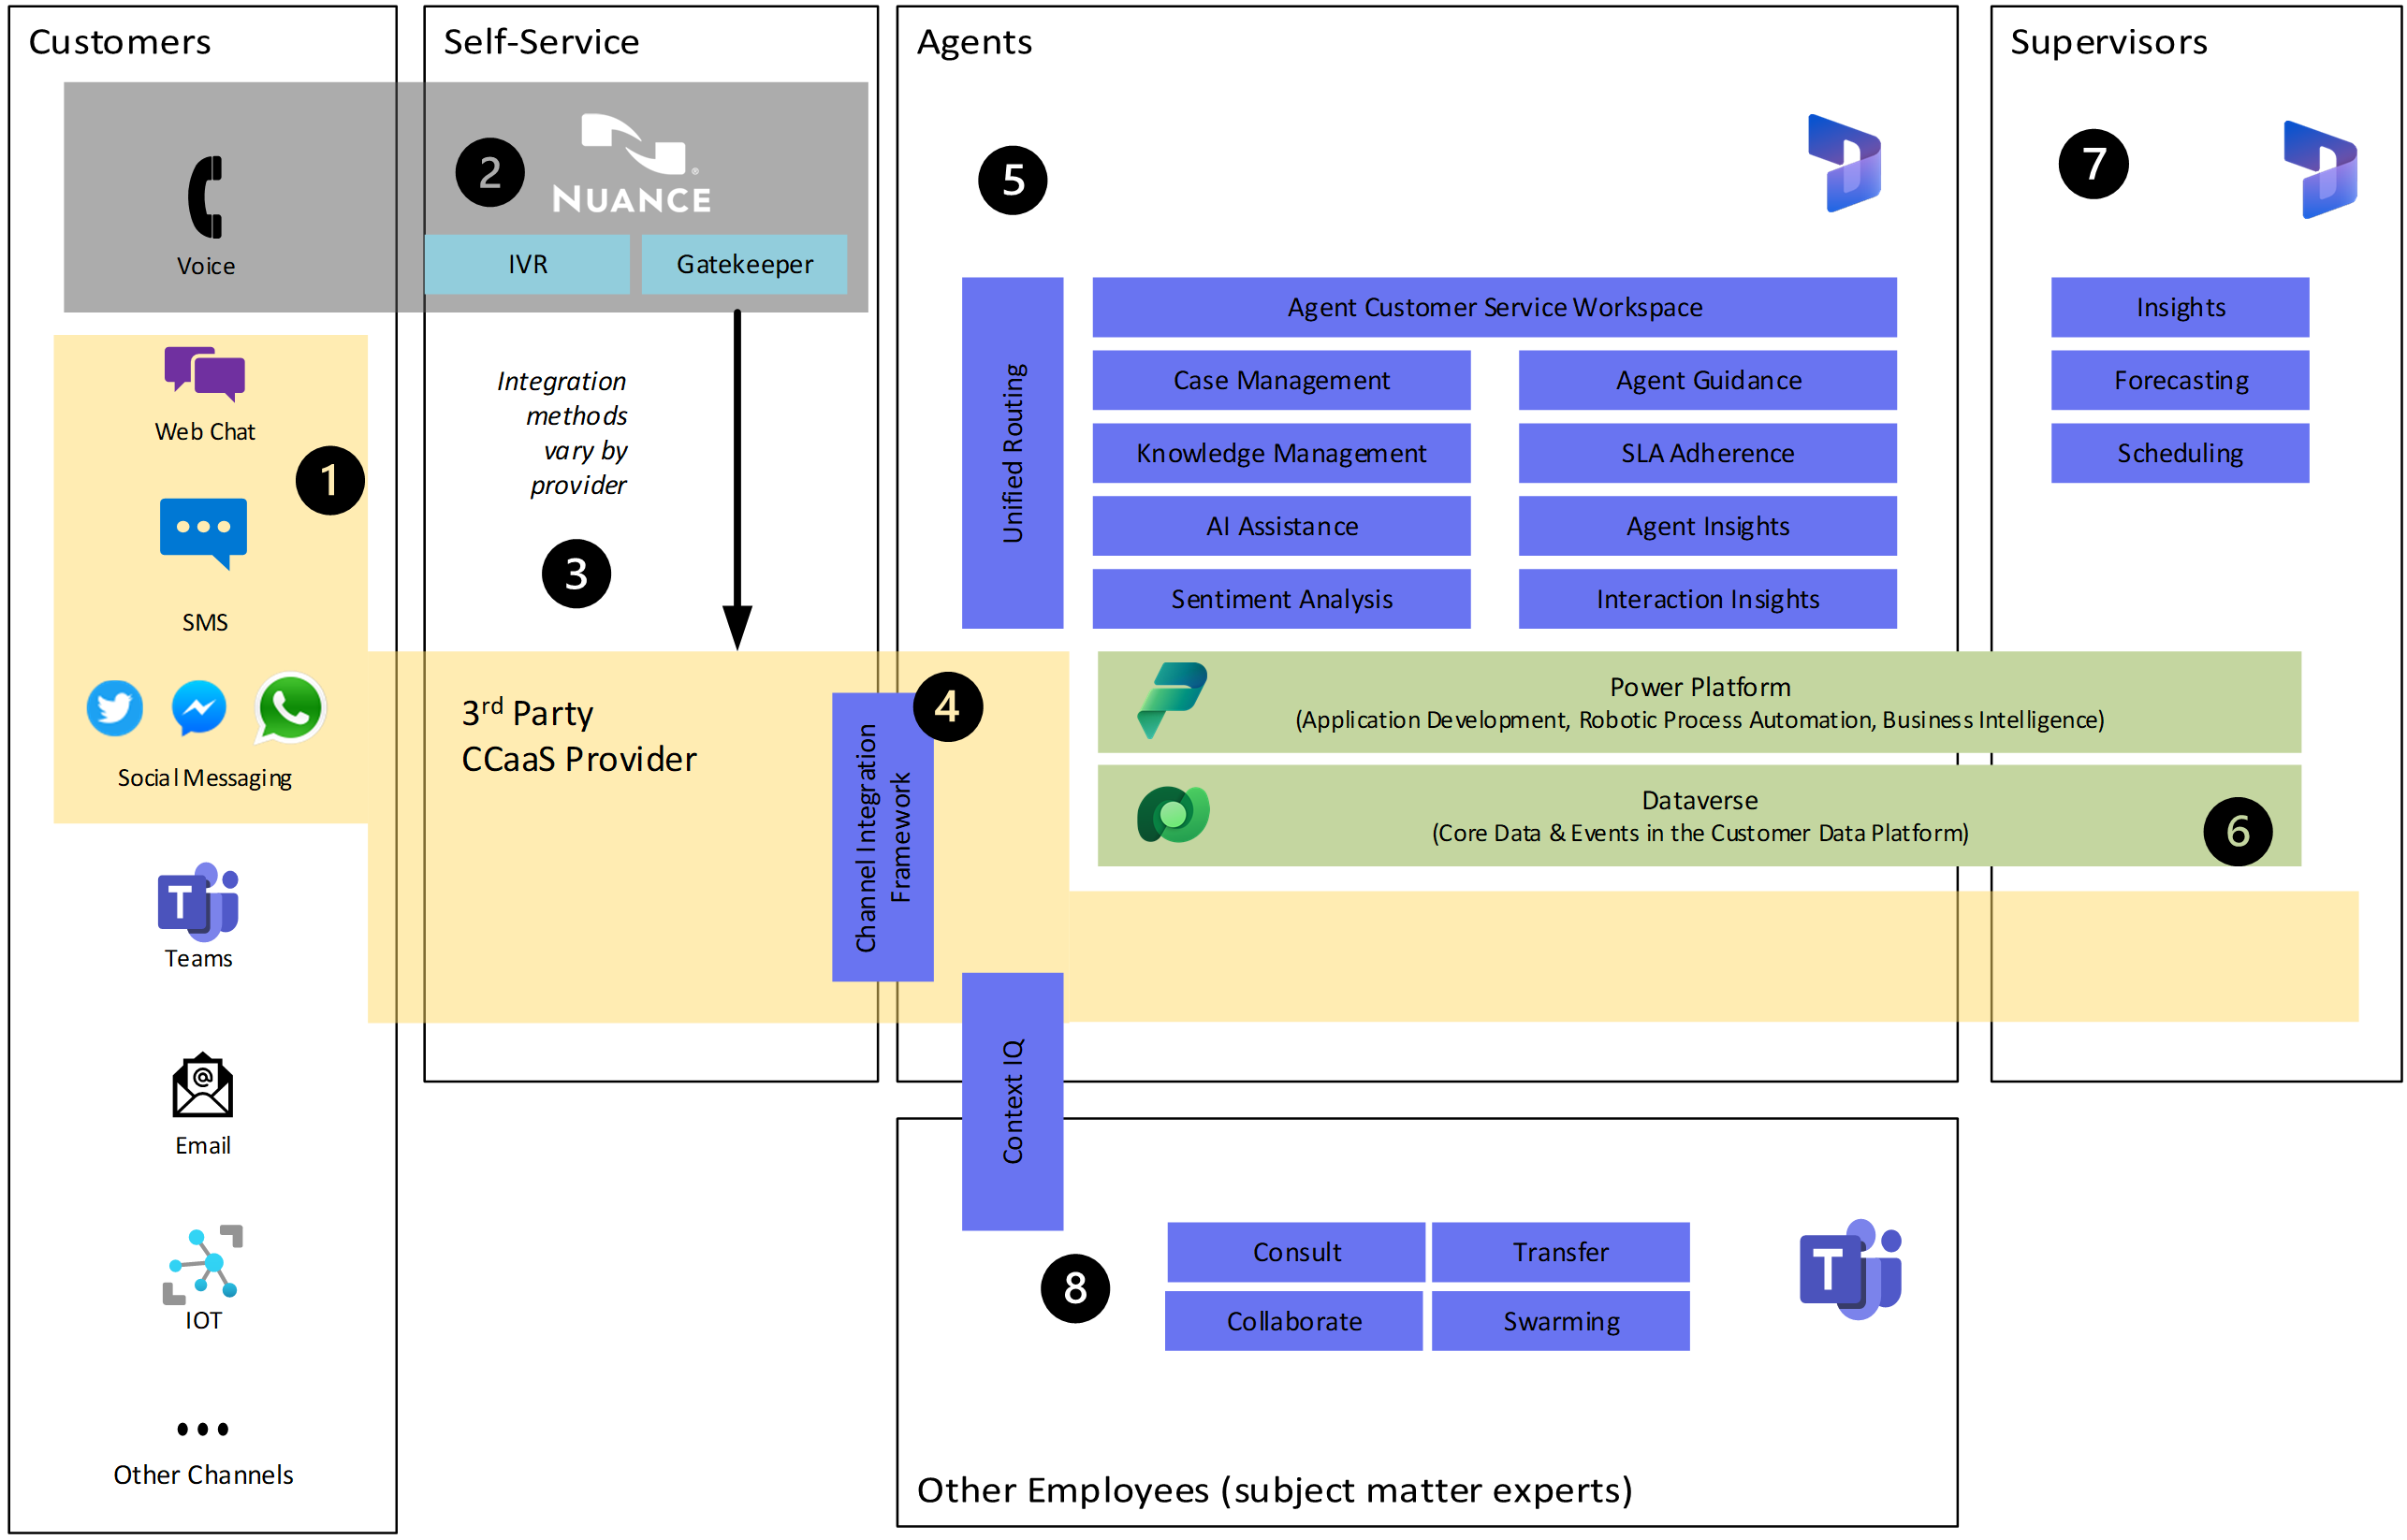 Customers
Voice
Web Chat
1
SMS
Social Messaging
Teams
Email
IOT
Other Channels
Self-Service
2
NUANCE
®
IVR
Gatekeeper
Integration
methods
vary by
provider
3
3rd Party
CCaaS Provider
Channel Integration
Framework
4
Agents
5
Unified Routing
Agent Customer Service Workspace
Case Management
Agent Guidance
Knowledge Management
SLA Adherence
AI Assistance
Agent Insights
Sentiment Analysis
Interaction Insights
Power Platform
(Application Development, Robotic Process Automation, Business Intelligence)
Dataverse
(Core Data & Events in the Customer Data Platform)
6
Supervisors
7
Insights
Forecasting
Scheduling
Context IQ
8
Consult
Transfer
Collaborate
Swarming
T
Other Employees (subject matter experts)